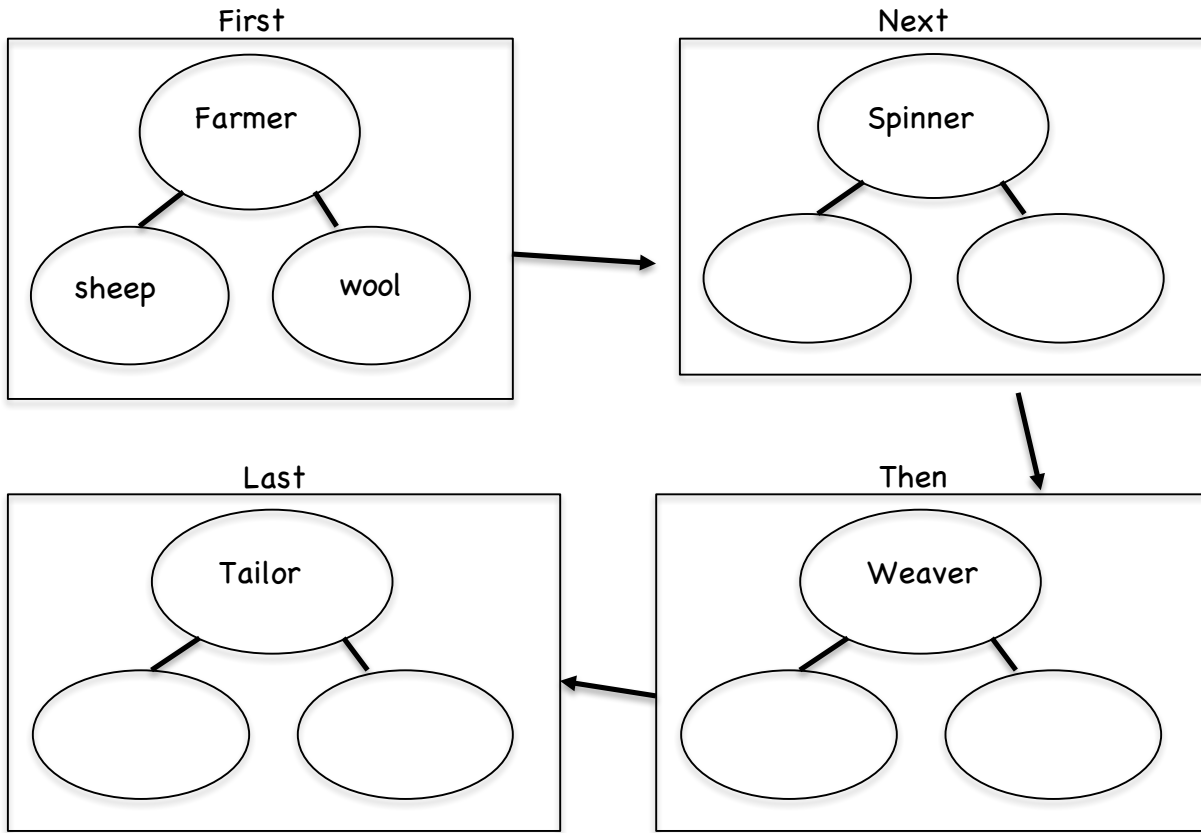 First
Farmer
sheep
wool
Next
Spinner
Then
Weaver
Last
Tailor